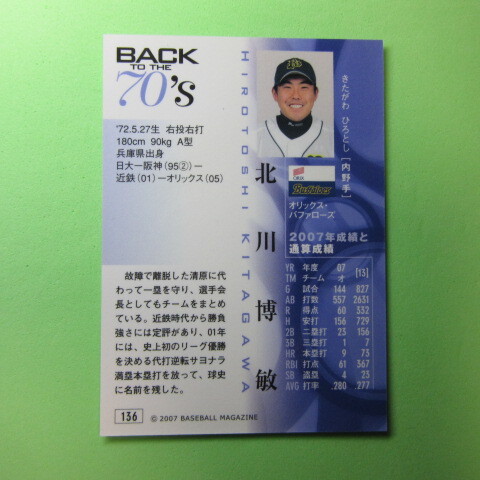 BACK
TO THE
70's
HIROTOSHI KITAGAWA
'72.5.27生 右投右打
180cm 90kg A型
兵庫県出身
日大ー阪神(95②)ー
近鉄(01)ーオリックス(05)
きたがわ ひろとし [内野手]
北川博敏
Buffaloes
オリックス・
バファローズ
2007年成績と
通算成績
YR 年度 07 [13]
TM チーム オ
G 試合 144 827
AB 打数 557 2631
R 得点 60 332
H 安打 156 729
2B 二塁打 23 156
3B 三塁打 1 7
HR 本塁打 9 73
RBI 打点 61 367
SB 盗塁 4 23
AVG 打率 .280 .277
故障で離脱した清原に代
わって一塁を守り、選手会
長としてもチームをまとめ
ている。近鉄時代から勝負
強さには定評があり、01年
には、史上初のリーグ優勝
を決める代打逆転サヨナラ
満塁本塁打を放って、球史
に名前を残した。
136
© 2007 BASEBALL MAGAZINE